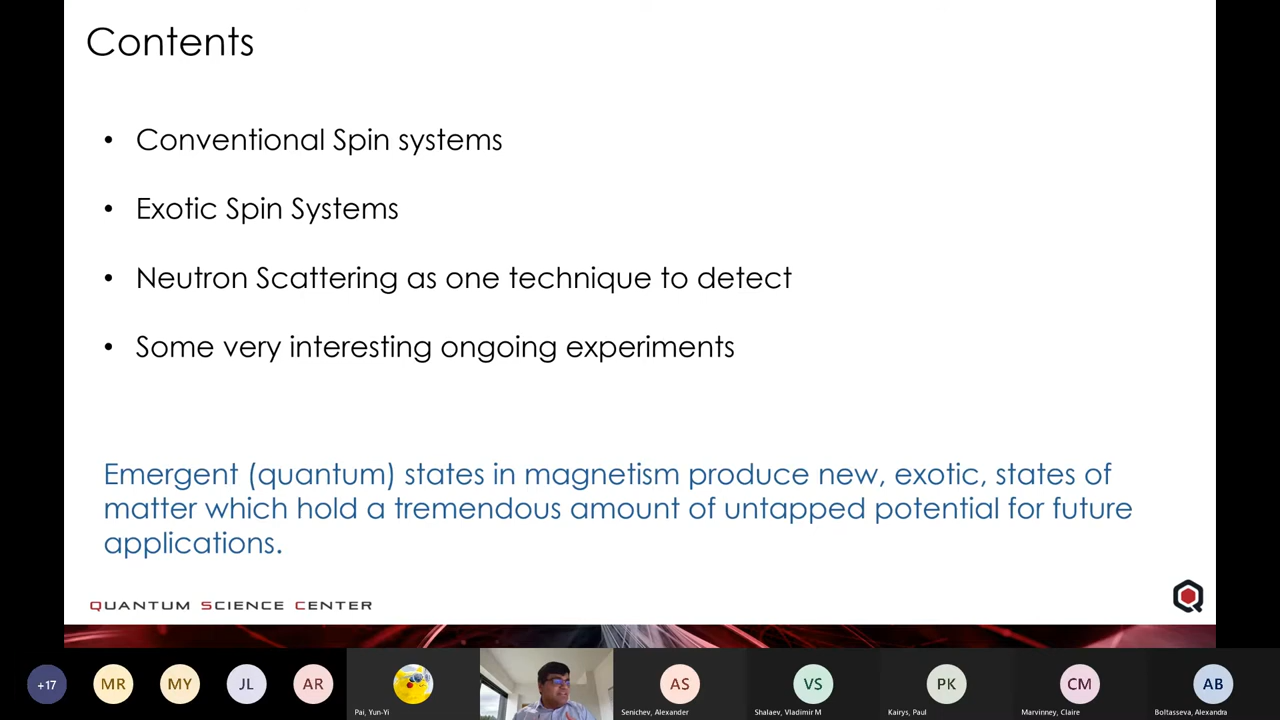 Contents
• Conventional Spin systems
• Exotic Spin Systems
• Neutron Scattering as one technique to detect
• Some very interesting ongoing experiments
Emergent (quantum) states in magnetism produce new, exotic, states of
matter which hold a tremendous amount of untapped potential for future
applications.
QUANTUM SCIENCE CENTER
+17 MR MY JL AR AS VS PK CM AB
Pai, Yun-Yi Senichev, Alexander Shalaev, Vladimir M Kairys, Paul Marvinney, Claire Boltasseva, Alexandra